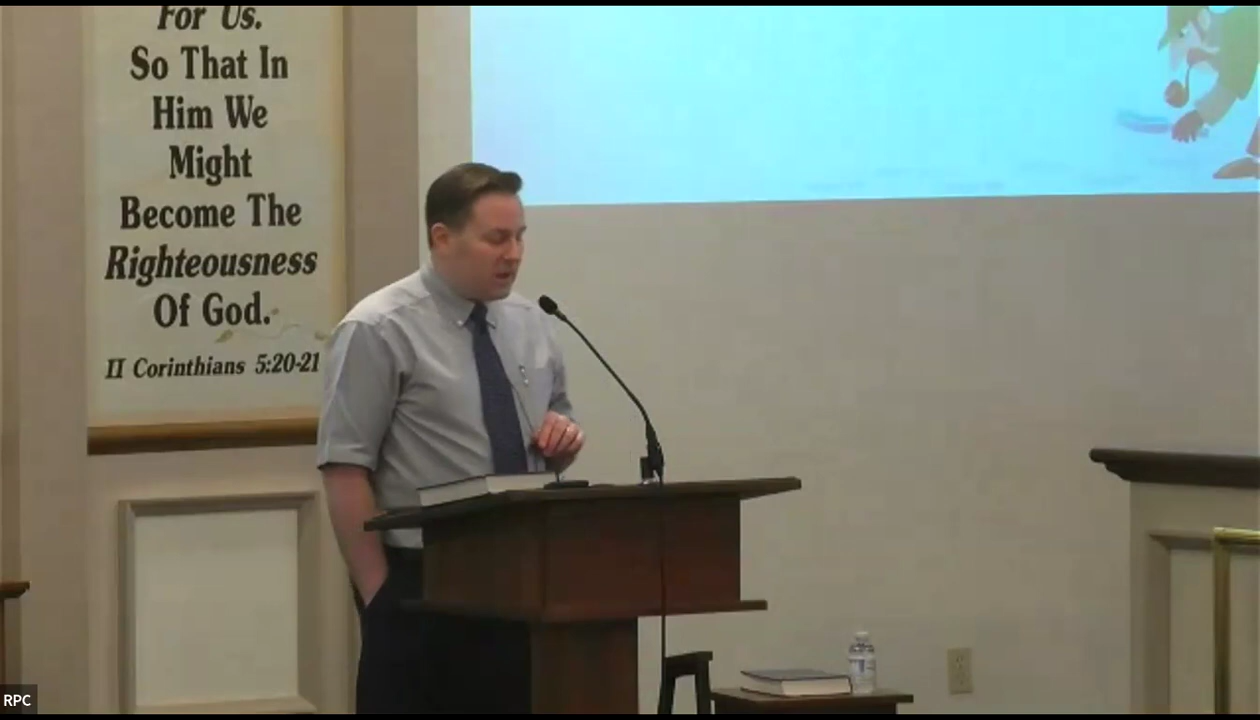 For Us.
So That In
Him We
Might
Become The
Righteousness
Of God.
II Corinthians 5:20-21
RPC